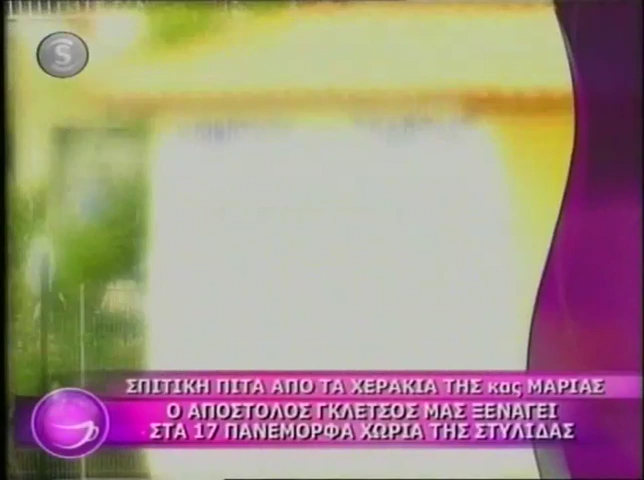 S
ΣΠΙΤΙΚΗ ΠΙΤΑ ΑΠΟ ΤΑ ΧΕΡΑΚΙΑ ΤΗΣ κας ΜΑΡΙΑΣ
Ο ΑΠΟΣΤΟΛΟΣ ΓΚΛΕΤΣΟΣ ΜΑΣ ΞΕΝΑΓΕΙ
ΣΤΑ 17 ΠΑΝΕΜΟΡΦΑ ΧΩΡΙΑ ΤΗΣ ΣΤΥΛΙΔΑΣ